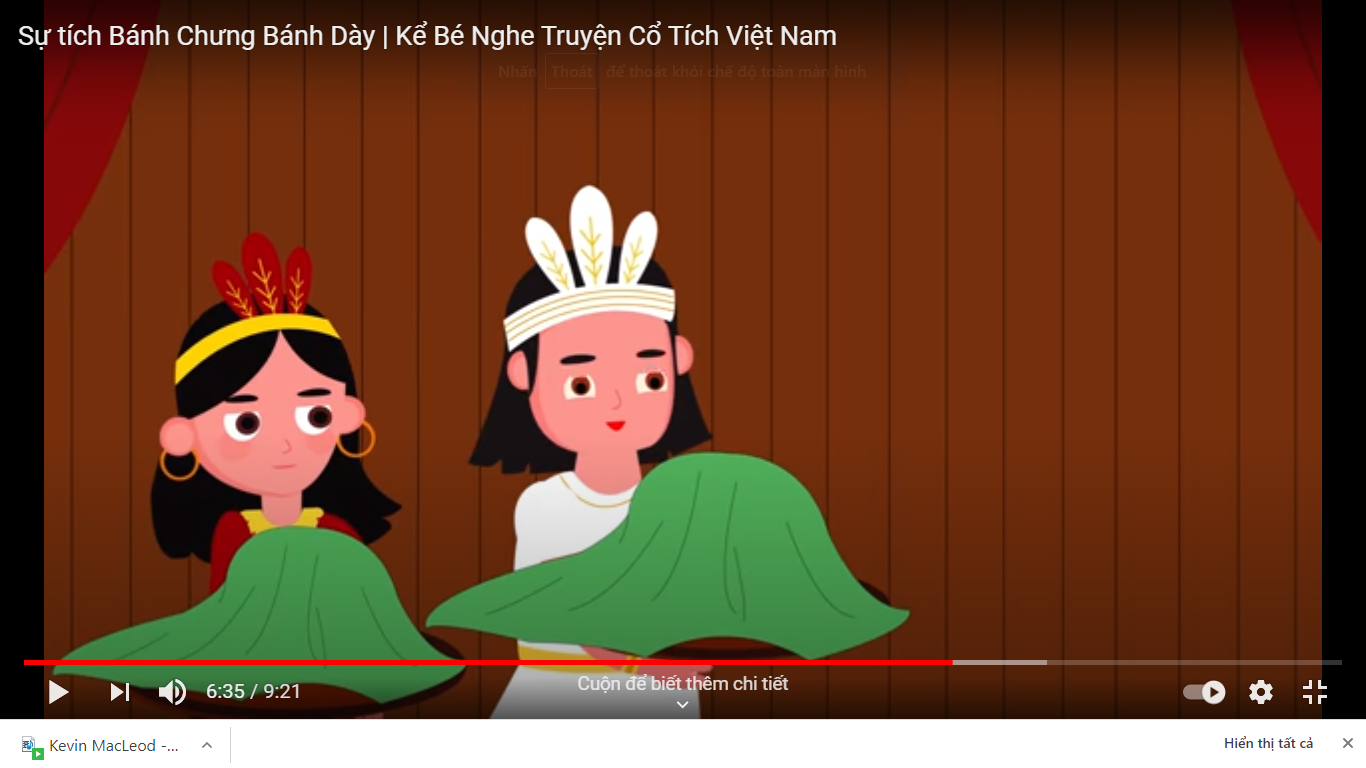 Sự tích Bánh Chưng Bánh Dày | Kể Bé Nghe Truyện Cổ Tích Việt Nam
Nhấn Thoát để thoát khỏi chế độ toàn màn hình
Cuộn để biết thêm chi tiết
6:35 / 9:21
Kevin MacLeod -...
Hiển thị tất cả